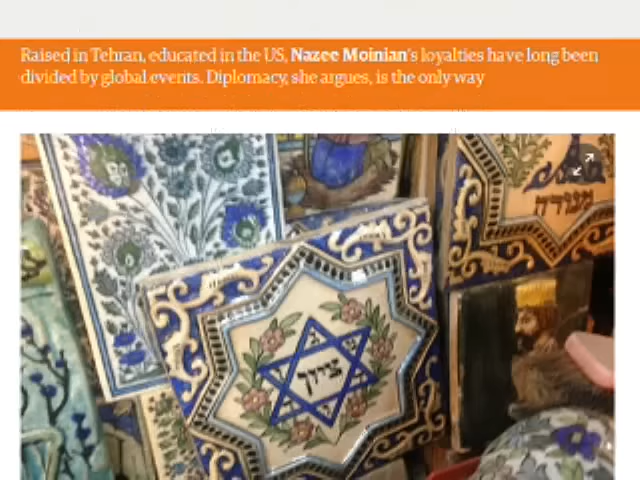 Raised in Tehran, educated in the US, Nazee Moinian's loyalties have long been
divided by global events. Diplomacy, she argues, is the only way
ציון